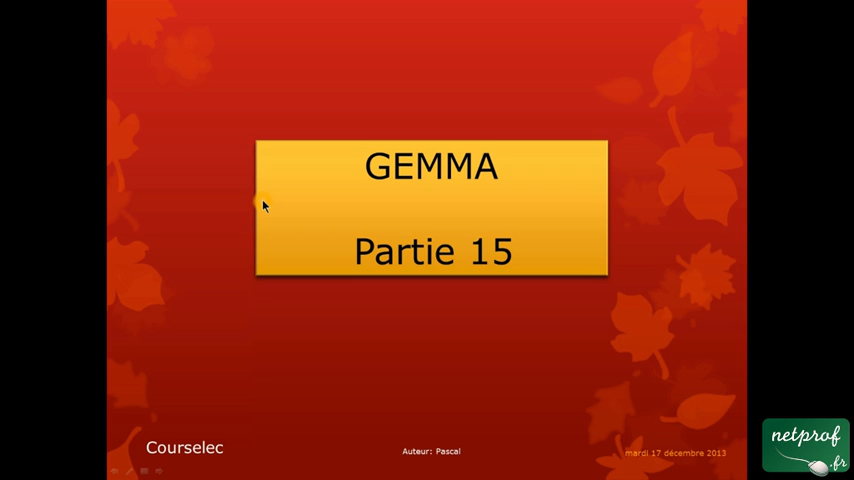 GEMMA
Partie 15
Courselec
Auteur: Pascal
mardi 17 décembre 2013
netprof
.fr